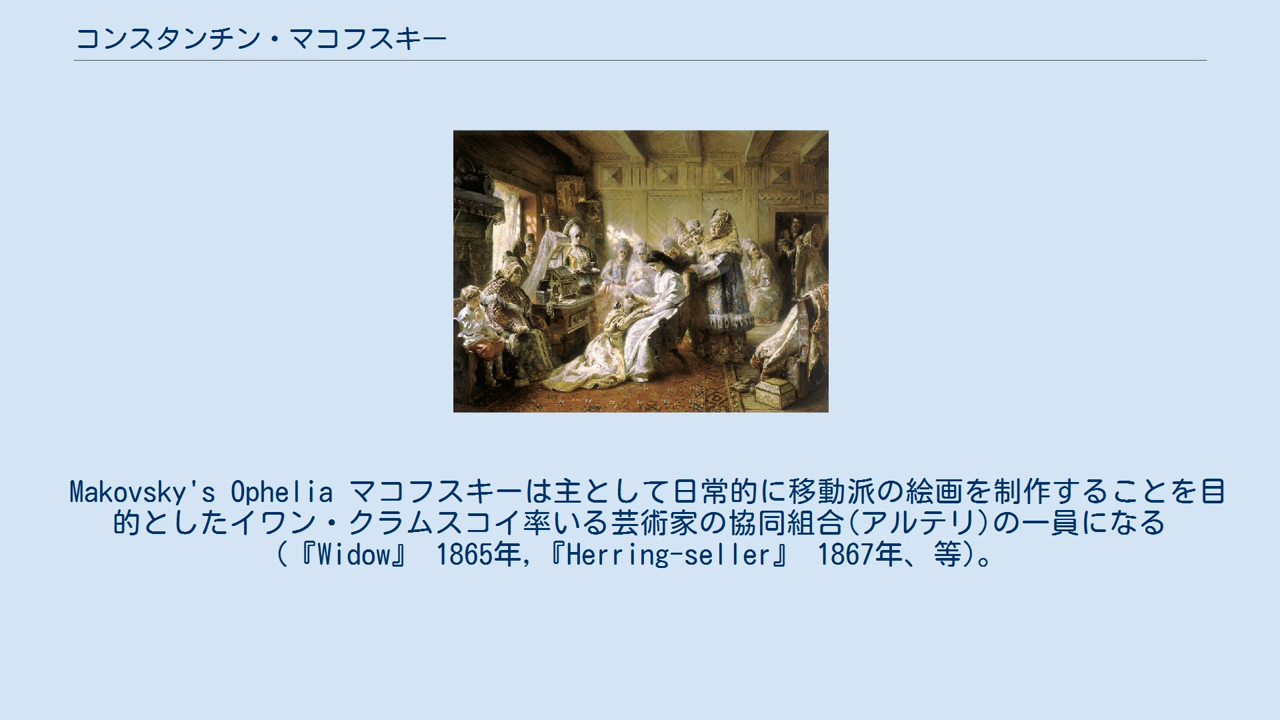 コンスタンチン・マコフスキー
Makovsky's Ophelia マコフスキーは主として日常的に移動派の絵画を制作することを目
的としたイワン・クラムスコイ率いる芸術家の協同組合(アルテリ)の一員になる
(『Widow』 1865年,『Herring-seller』 1867年、等)。